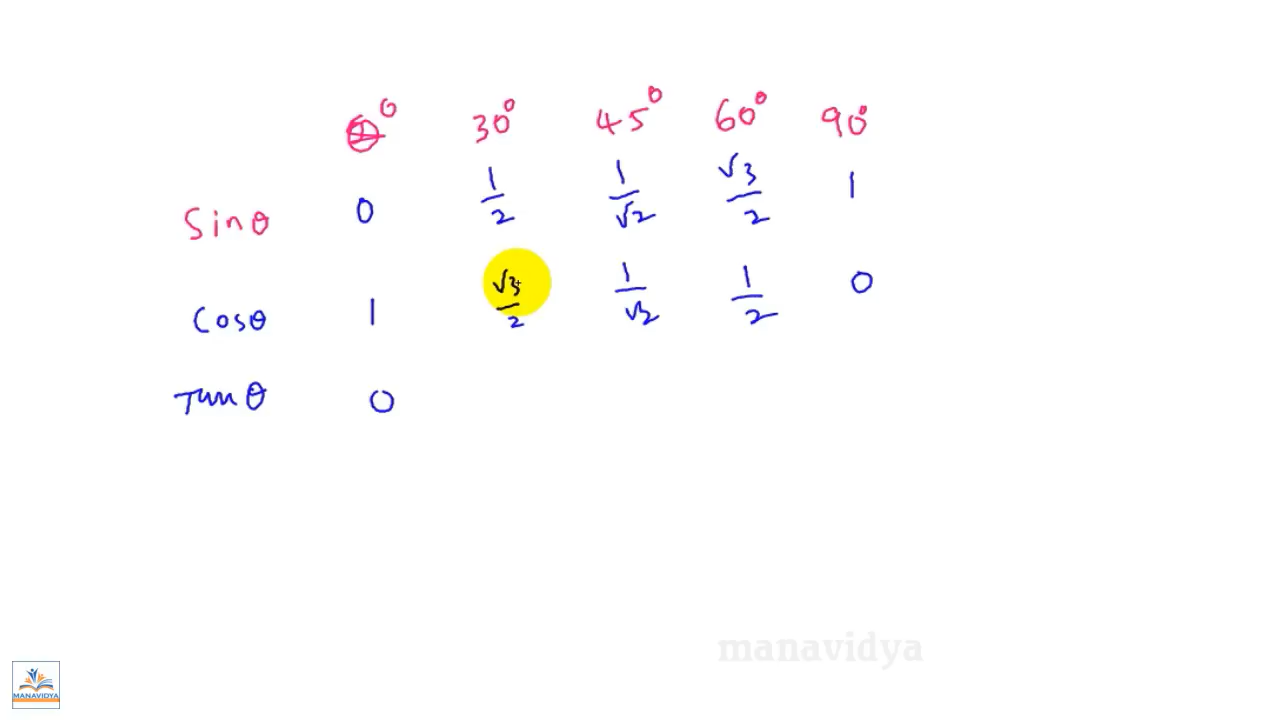 0° 30° 45° 60° 90°
Sinθ 0 1/2 1/√2 √3/2 1
Cosθ 1 √3/2 1/√2 1/2 0
Tanθ 0
manavidya
MANAVIDYA